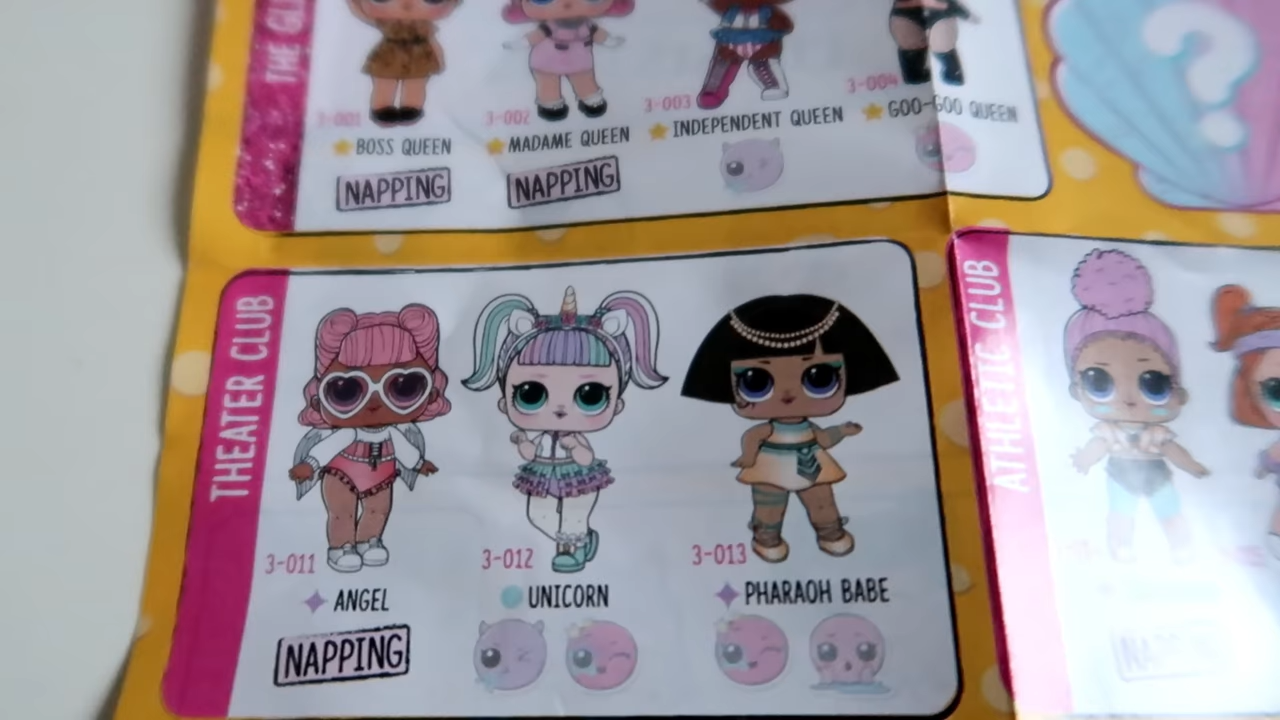 THE GL
3-001
3-002
3-003
3-004
BOSS QUEEN
MADAME QUEEN
INDEPENDENT QUEEN
GOO-GOO QUEEN
NAPPING
NAPPING
?
THEATER CLUB
3-011
3-012
3-013
ANGEL
UNICORN
PHARAOH BABE
NAPPING
ATHLETIC CLUB